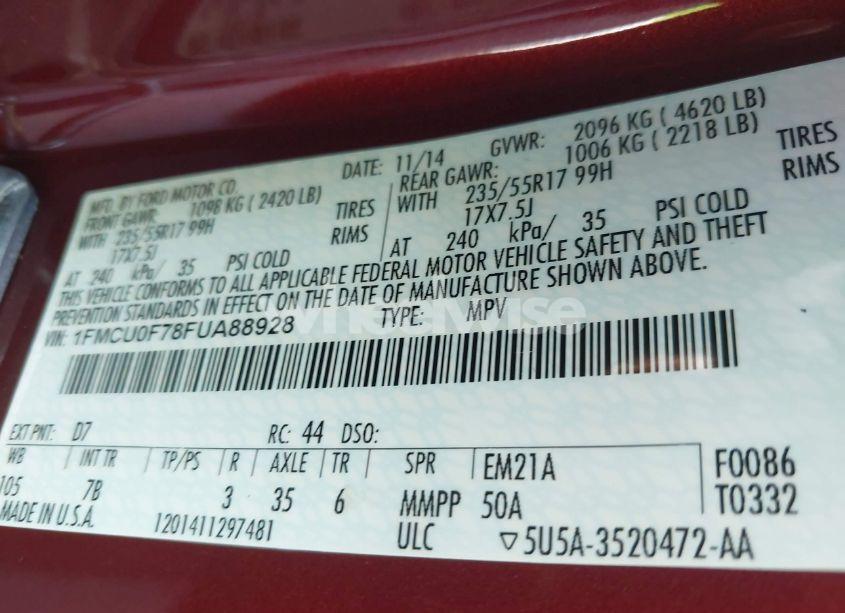 MFD. BY FORD MOTOR CO.
DATE: 11/14
GVWR: 2096 KG ( 4620 LB)
FRONT GAWR: 1098 KG ( 2420 LB)
REAR GAWR: 1006 KG ( 2218 LB)
WITH 235/55R17 99H TIRES
WITH 235/55R17 99H TIRES
17X7.5J RIMS
17X7.5J RIMS
AT 240 kPa/ 35 PSI COLD
AT 240 kPa/ 35 PSI COLD
THIS VEHICLE CONFORMS TO ALL APPLICABLE FEDERAL MOTOR VEHICLE SAFETY AND THEFT
PREVENTION STANDARDS IN EFFECT ON THE DATE OF MANUFACTURE SHOWN ABOVE.
VIN: 1FMCU0F78FUA88928
TYPE: MPV
EXT PNT: D7 RC: 44 DSO:
WB INT TR TP/PS R AXLE TR SPR EM21A F0086
105 7B 3 35 6 MMPP 50A T0332
MADE IN U.S.A. 1201411297481 ULC ▽5U5A-3520472-AA